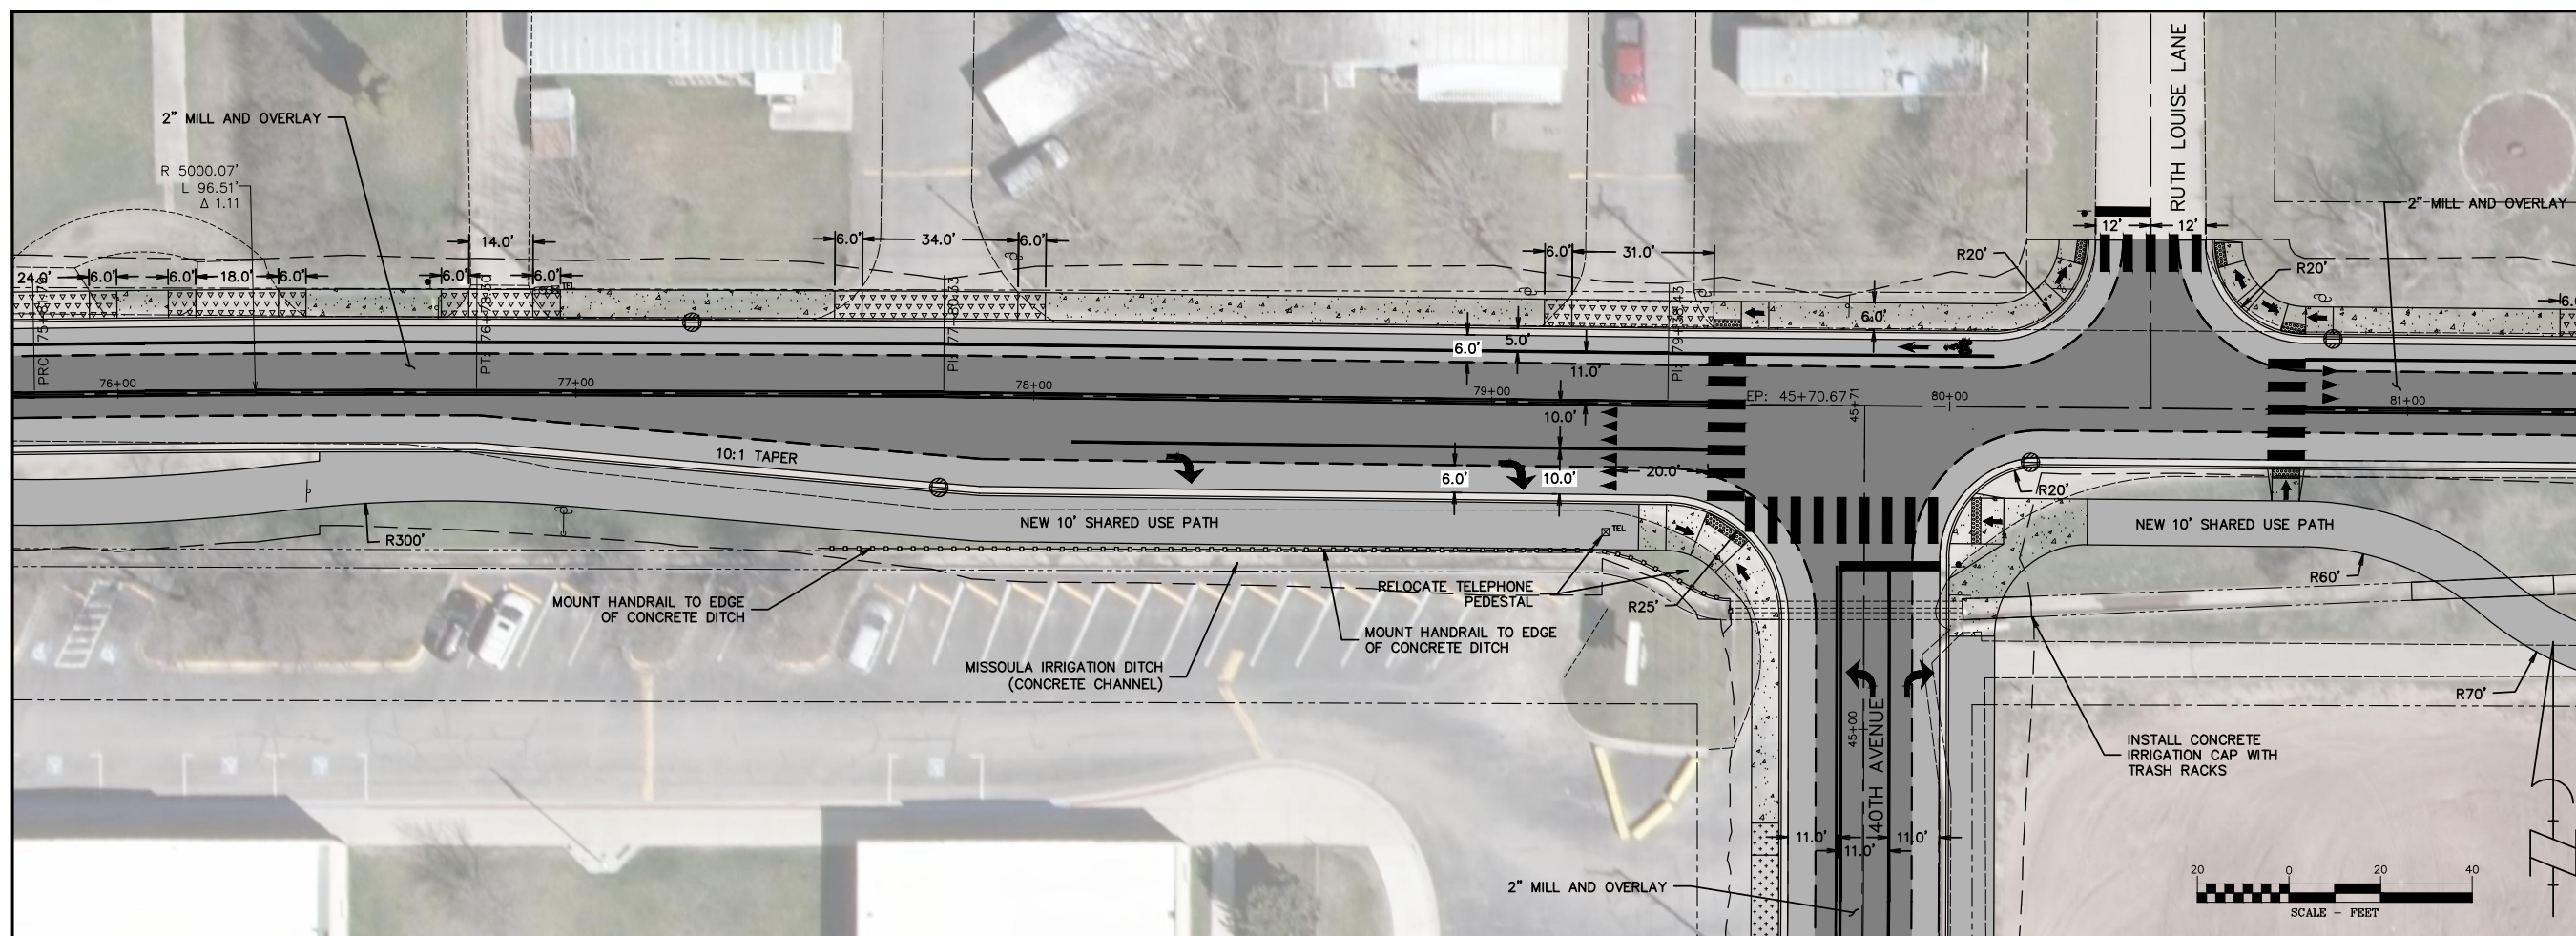 RUTH LOUISE LANE
2" MILL AND OVERLAY
R 5000.07'
L 96.51'
Δ 1.11
2" MILL AND OVERLAY
12'
12'
14.0'
6.0'
34.0'
6.0'
6.0'
31.0'
R20'
R20'
24.0'
6.0'
6.0'
18.0'
6.0'
6.0'
6.0'
TEL
6.0'
6.0'
5.0'
6.0'
11.0'
76+00
77+00
78+00
79+00
EP: 45+70.67
45+71
80+00
81+00
10.0'
10:1 TAPER
6.0'
10.0'
20.0'
R20'
NEW 10' SHARED USE PATH
TEL
NEW 10' SHARED USE PATH
R300'
R60'
MOUNT HANDRAIL TO EDGE
OF CONCRETE DITCH
RELOCATE TELEPHONE
PEDESTAL
R25'
MOUNT HANDRAIL TO EDGE
OF CONCRETE DITCH
MISSOULA IRRIGATION DITCH
(CONCRETE CHANNEL)
R70'
45+00
40TH AVENUE
INSTALL CONCRETE
IRRIGATION CAP WITH
TRASH RACKS
11.0'
11.0'
11.0'
2" MILL AND OVERLAY
20
0
20
40
SCALE - FEET